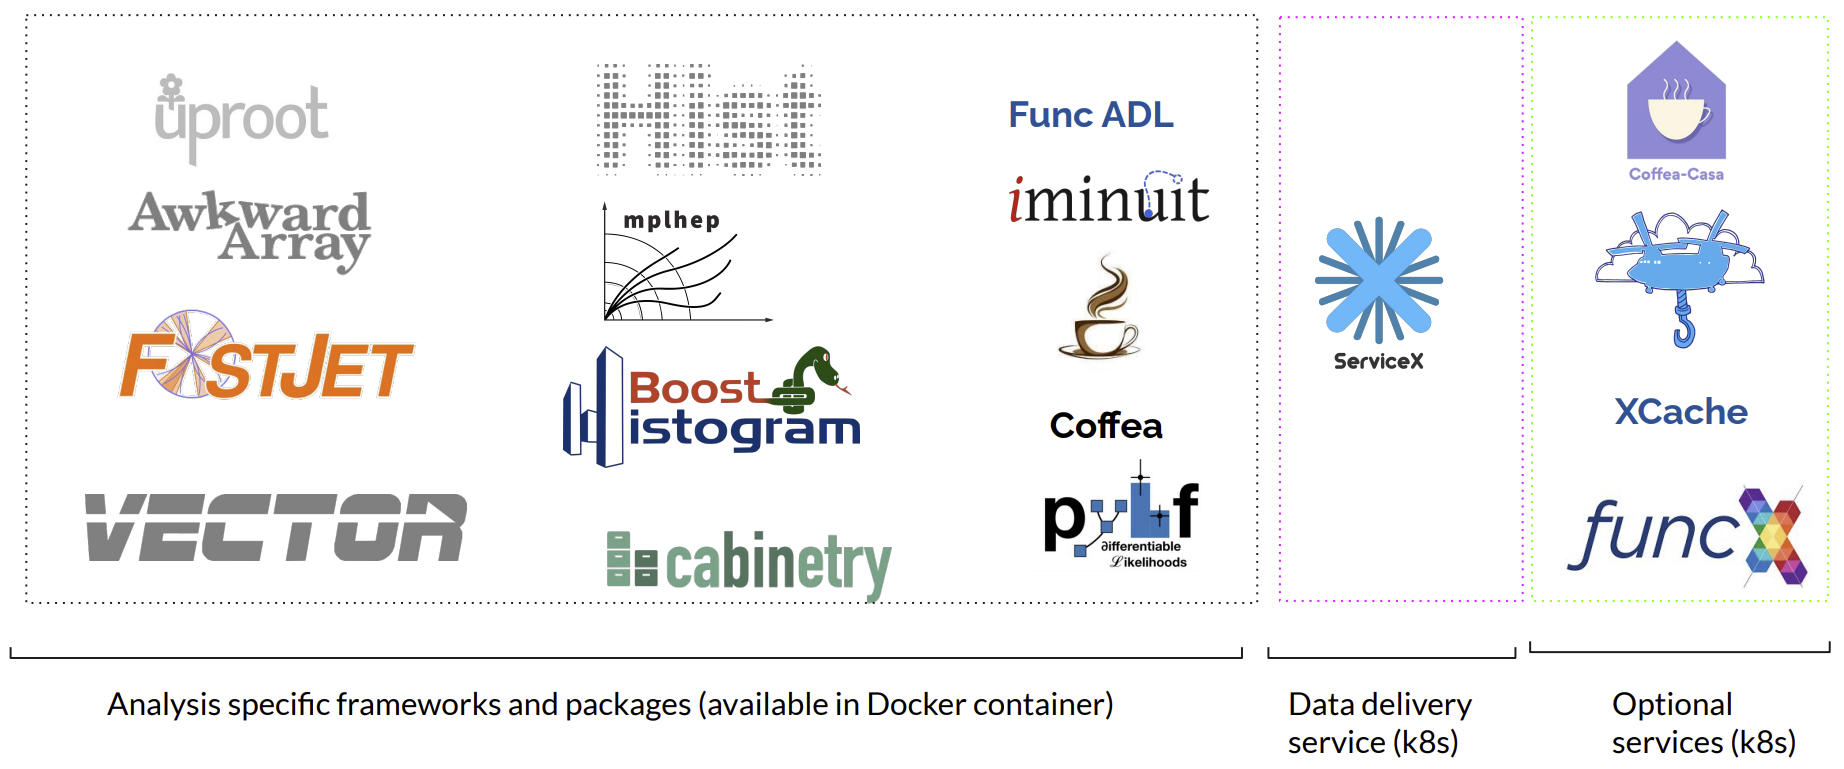 uproot
Awkward
Array
FASTJET
VECTOR
Hist
mplhep
Boost
Histogram
cabinetry
Func ADL
iminuit
Coffea
pyhf
differentiable
Likelihoods
ServiceX
Coffea-Casa
XCache
funcX
Analysis specific frameworks and packages (available in Docker container)
Data delivery
service (k8s)
Optional
services (k8s)